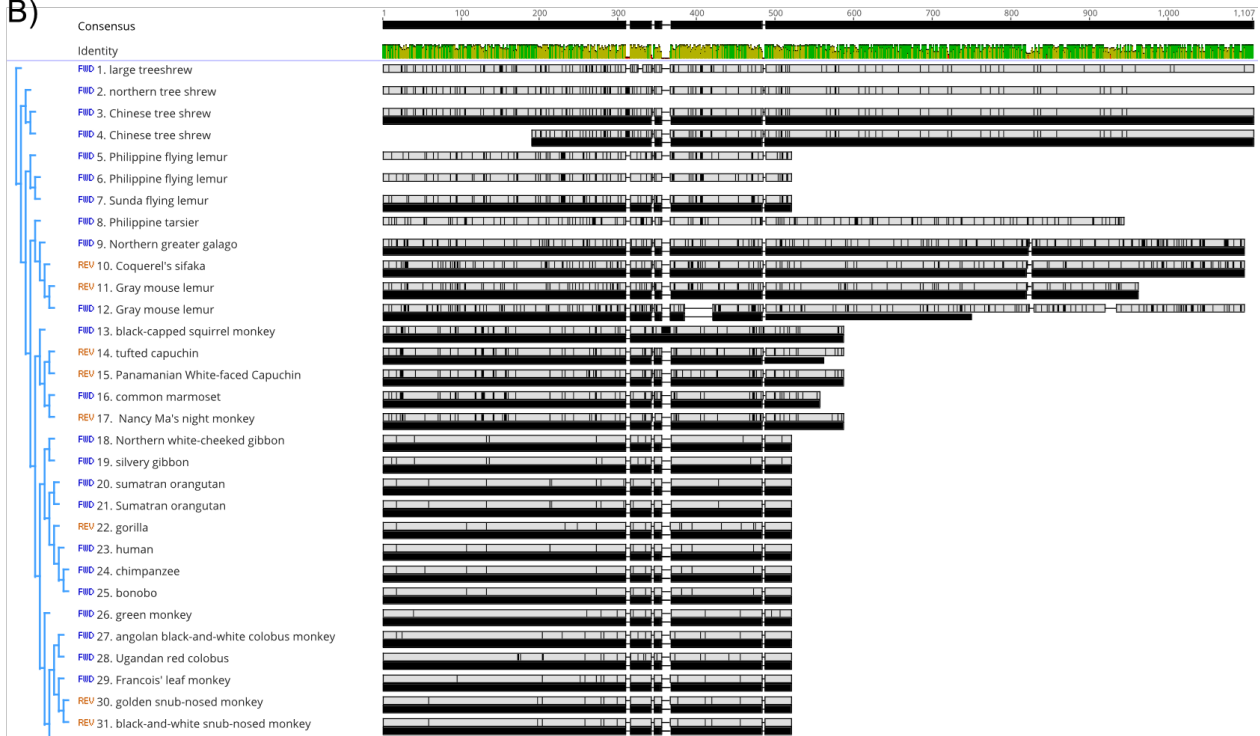 B)
1 100 200 300 400 500 600 700 800 900 1,000 1,107
Consensus
Identity
FWD 1. large treeshrew
FWD 2. northern tree shrew
FWD 3. Chinese tree shrew
FWD 4. Chinese tree shrew
FWD 5. Philippine flying lemur
FWD 6. Philippine flying lemur
FWD 7. Sunda flying lemur
FWD 8. Philippine tarsier
FWD 9. Northern greater galago
REV 10. Coquerel's sifaka
REV 11. Gray mouse lemur
FWD 12. Gray mouse lemur
FWD 13. black-capped squirrel monkey
REV 14. tufted capuchin
REV 15. Panamanian White-faced Capuchin
FWD 16. common marmoset
REV 17. Nancy Ma's night monkey
FWD 18. Northern white-cheeked gibbon
FWD 19. silvery gibbon
FWD 20. sumatran orangutan
FWD 21. Sumatran orangutan
REV 22. gorilla
FWD 23. human
FWD 24. chimpanzee
FWD 25. bonobo
FWD 26. green monkey
FWD 27. angolan black-and-white colobus monkey
FWD 28. Ugandan red colobus
FWD 29. Francois' leaf monkey
REV 30. golden snub-nosed monkey
REV 31. black-and-white snub-nosed monkey